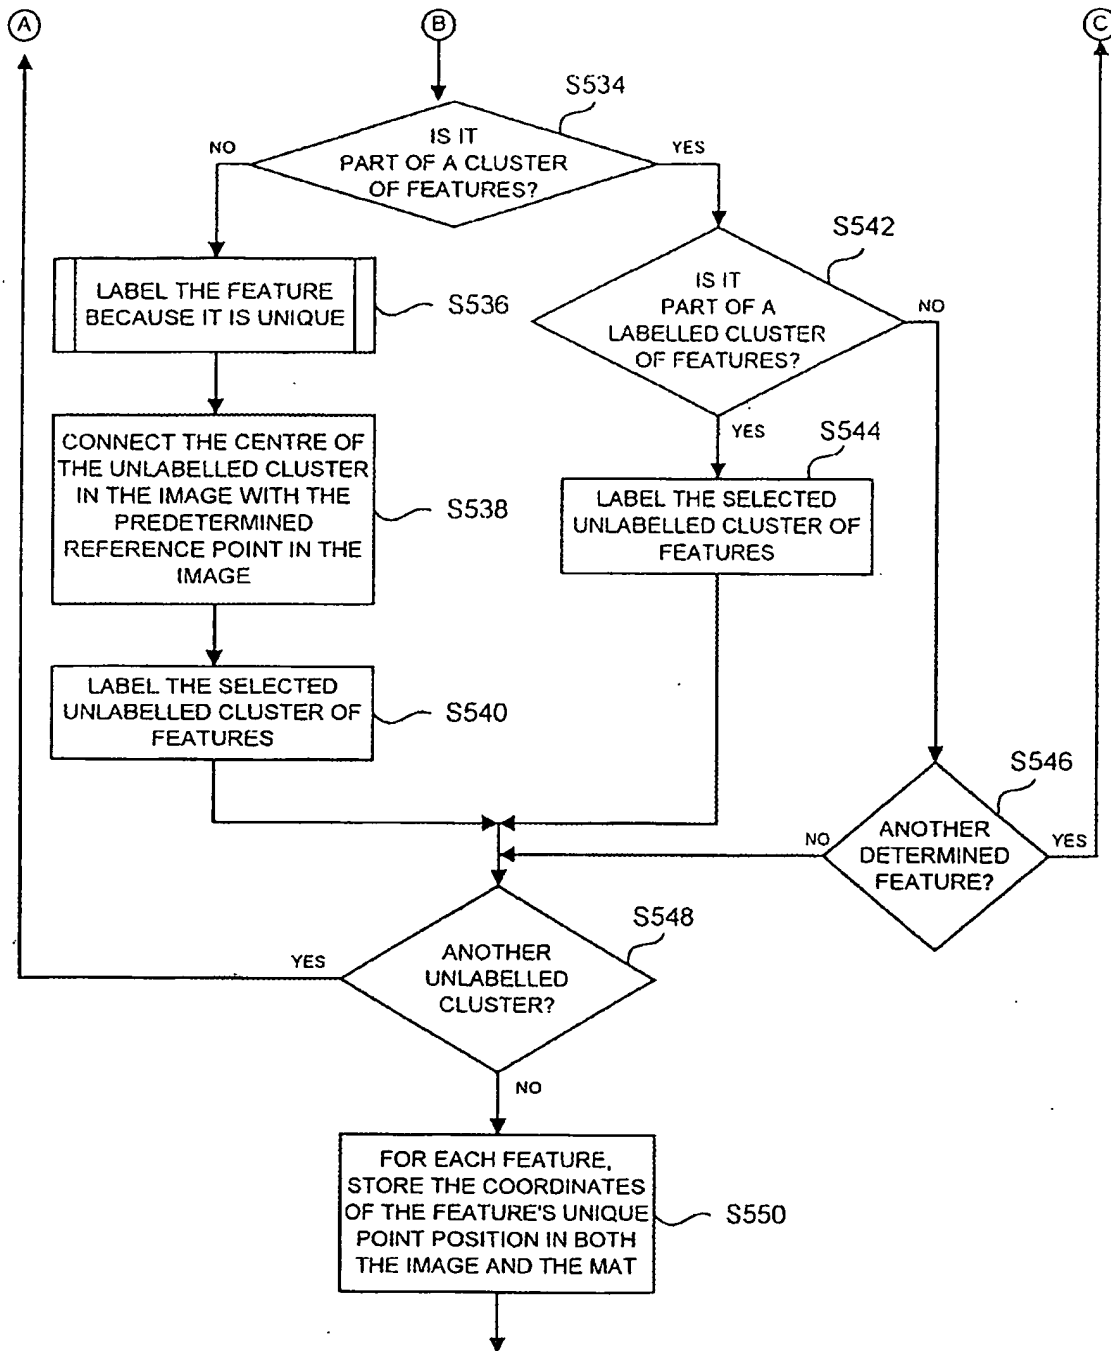 A
B
C
S534
IS IT
PART OF A CLUSTER
OF FEATURES?
NO
YES
S542
IS IT
PART OF A
LABELLED CLUSTER
OF FEATURES?
NO
YES
LABEL THE FEATURE
BECAUSE IT IS UNIQUE
S536
CONNECT THE CENTRE OF
THE UNLABELLED CLUSTER
IN THE IMAGE WITH THE
PREDETERMINED
REFERENCE POINT IN THE
IMAGE
S538
S544
LABEL THE SELECTED
UNLABELLED CLUSTER OF
FEATURES
LABEL THE SELECTED
UNLABELLED CLUSTER OF
FEATURES
S540
S546
ANOTHER
DETERMINED
FEATURE?
NO
YES
S548
ANOTHER
UNLABELLED
CLUSTER?
YES
NO
FOR EACH FEATURE,
STORE THE COORDINATES
OF THE FEATURE'S UNIQUE
POINT POSITION IN BOTH
THE IMAGE AND THE MAT
S550